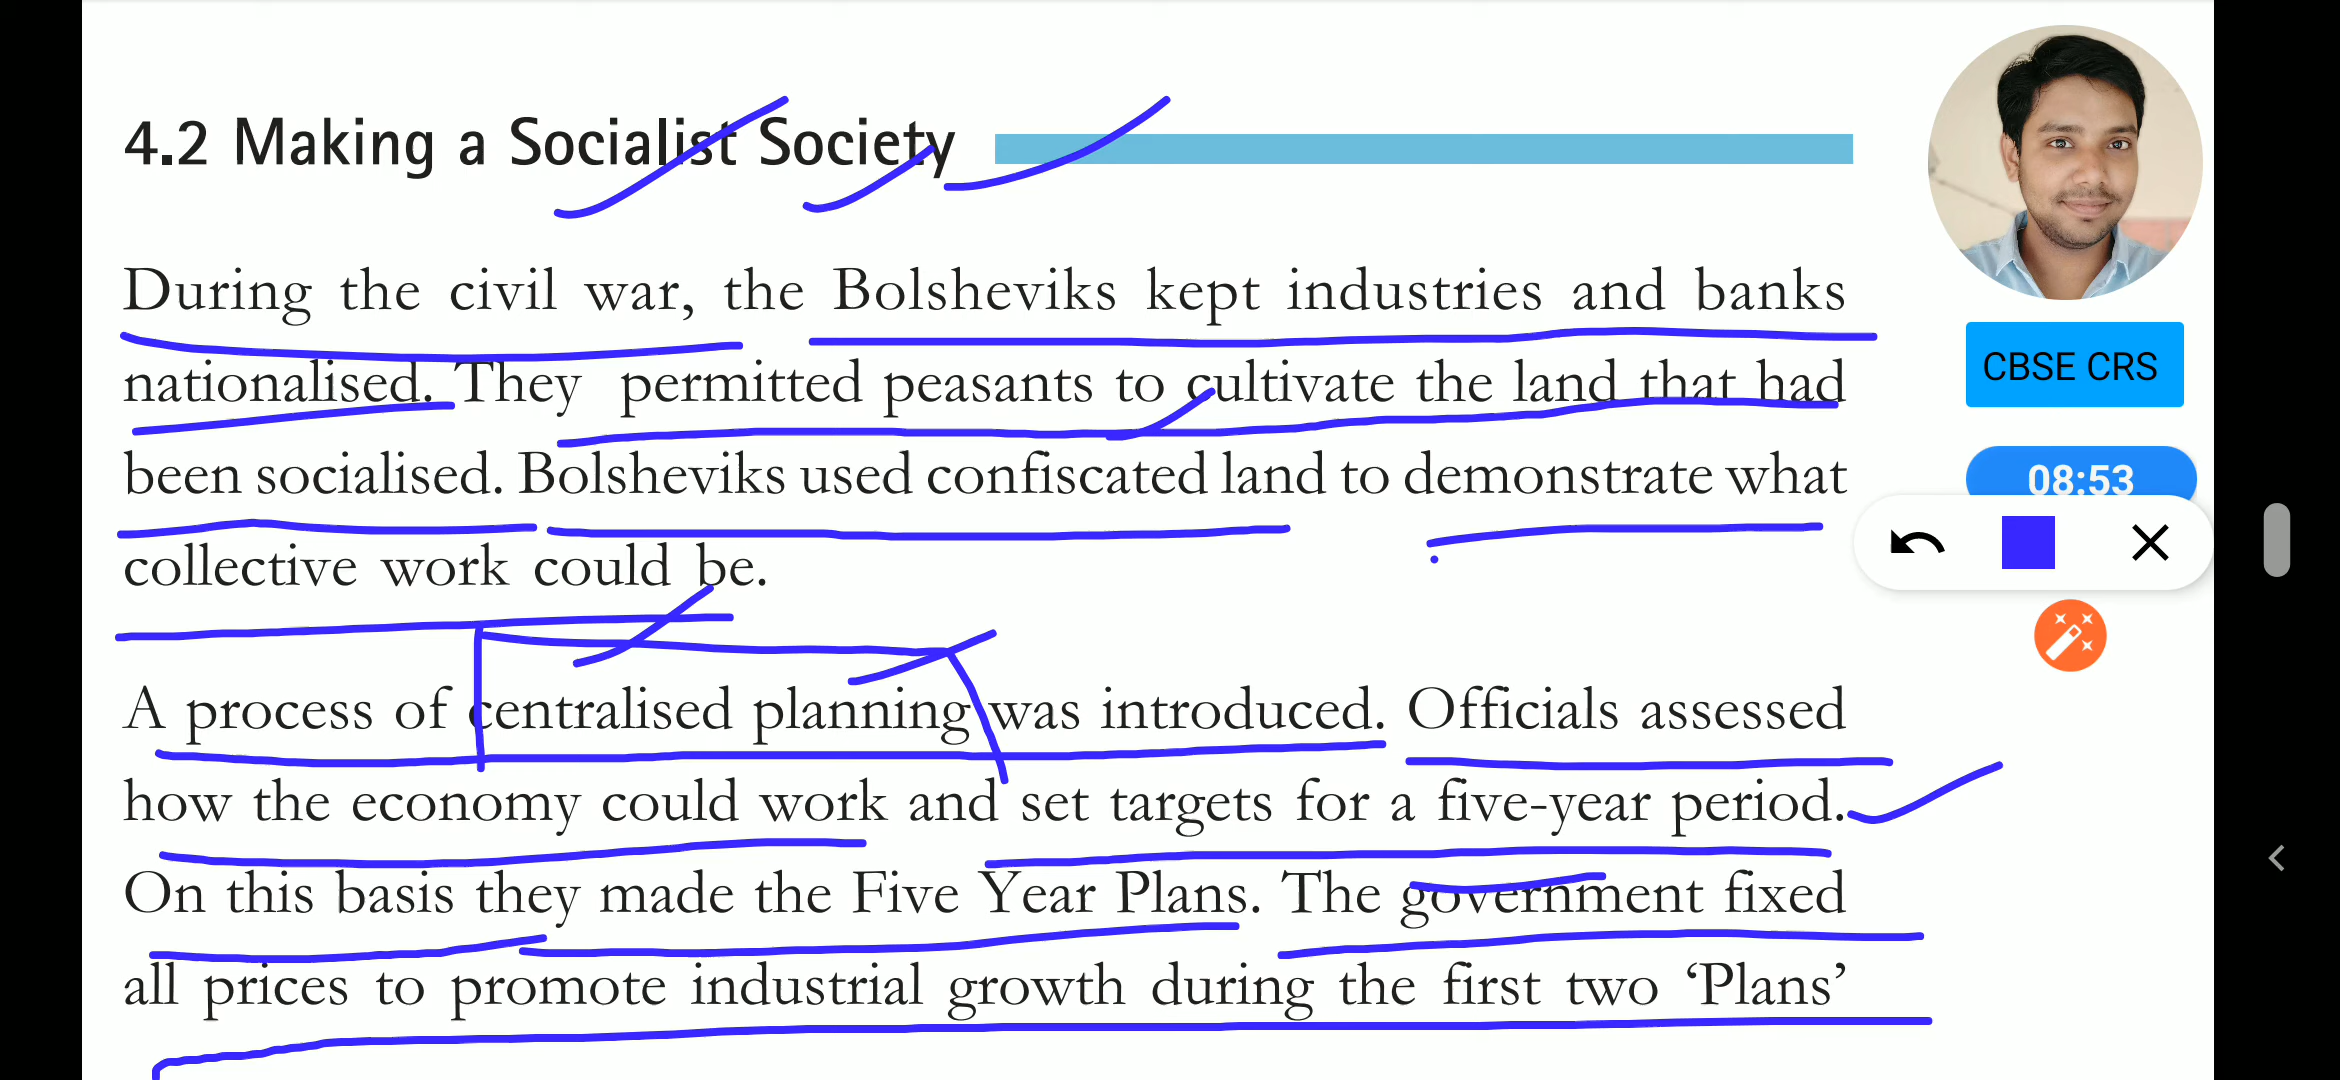 4.2 Making a Socialist Society
During the civil war, the Bolsheviks kept industries and banks
nationalised. They permitted peasants to cultivate the land that had
been socialised. Bolsheviks used confiscated land to demonstrate what
collective work could be.
A process of centralised planning was introduced. Officials assessed
how the economy could work and set targets for a five-year period.
On this basis they made the Five Year Plans. The government fixed
all prices to promote industrial growth during the first two ‘Plans’
CBSE CRS
08:53